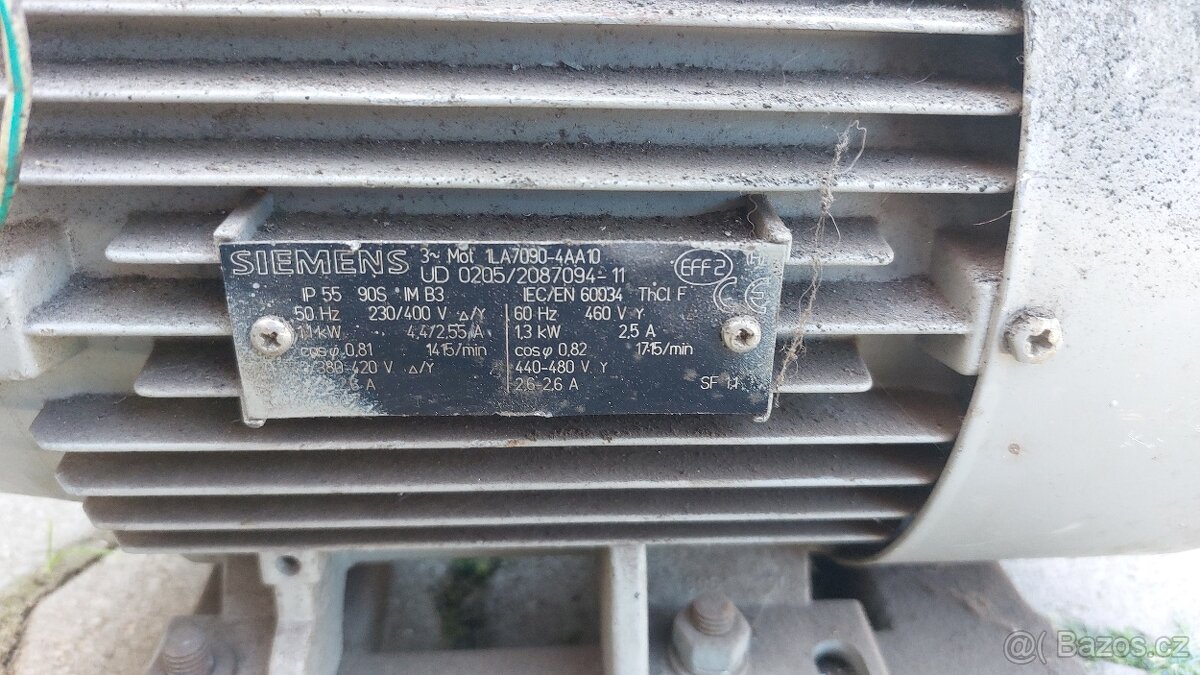 SIEMENS 3~ Mot 1LA7090-4AA10
UD 0205/2087094-11 EFF2
CE
IP 55 90S IM B3 IEC/EN 60034 ThCl F
50 Hz 230/400 V △/Y 60 Hz 460 V Y
1.1 kW 4.4/2.55 A 1.3 kW 2.5 A
cosφ 0.81 1415/min cosφ 0.82 1715/min
/380-420 V △/Y 440-480 V Y
A 2.6-2.6 A SF 1.1
Bazos.cz